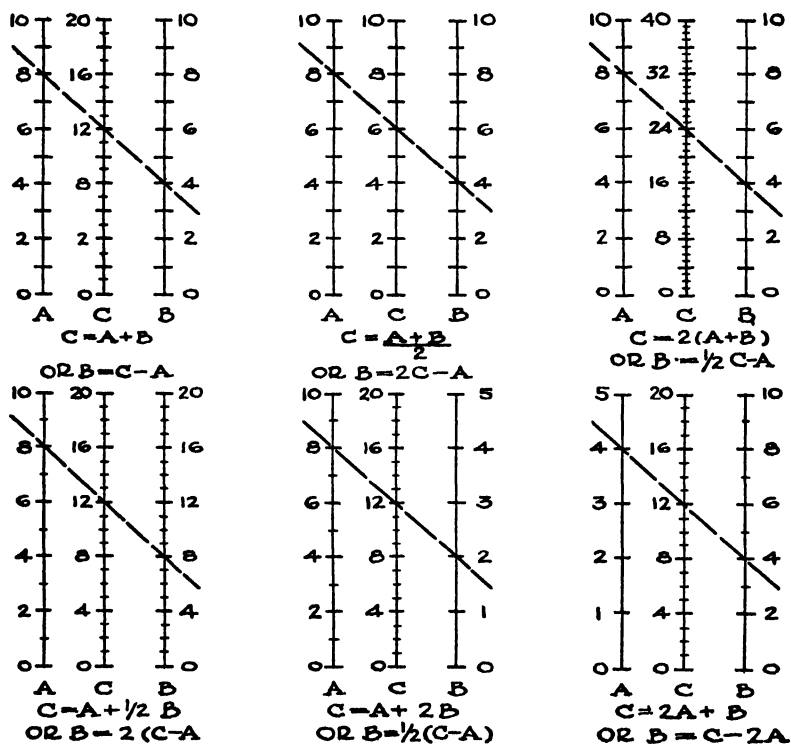 10 20 10
8 16 8
6 12 6
4 8 4
2 4 2
0 0 0
A C B
C=A+B
OR B=C-A
10 10 10
8 8 8
6 6 6
4 4 4
2 2 2
0 0 0
A C B
C=A+B
2
OR B=2C-A
10 40 10
8 32 8
6 24 6
4 16 4
2 8 2
0 0 0
A C B
C=2(A+B)
OR B=½C-A
10 20 20
8 16 16
6 12 12
4 8 8
2 4 4
0 0 0
A C B
C=A+½B
OR B=2(C-A
10 20 5
8 16 4
6 12 3
4 8 2
2 4 1
0 0 0
A C B
C=A+2B
OR B=½(C-A)
5 20 10
4 16 8
3 12 6
2 8 4
1 4 2
0 0 0
A C B
C=2A+B
OR B=C-2A